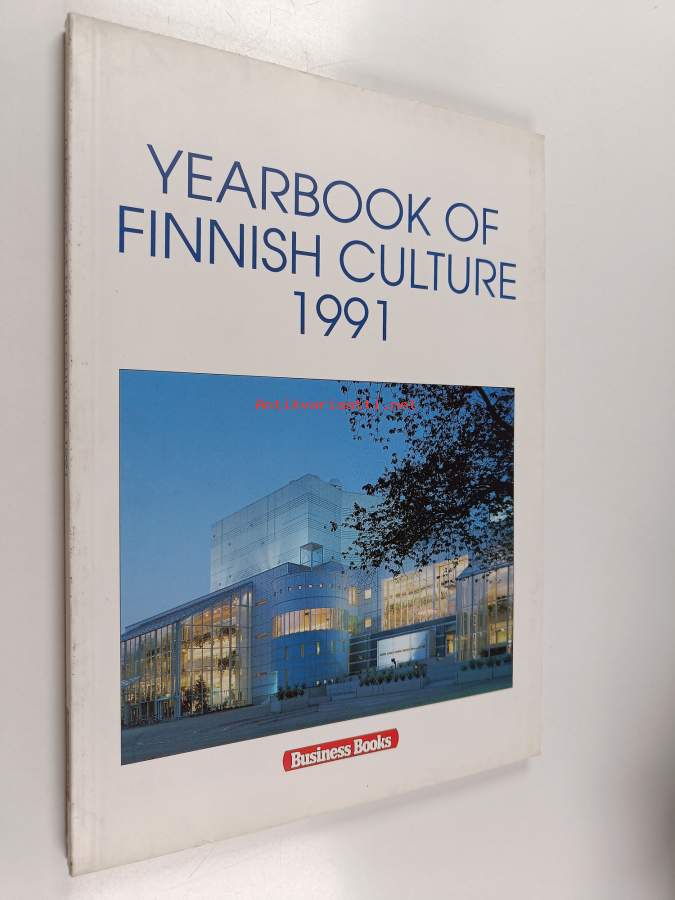 YEARBOOK OF
FINNISH CULTURE
1991
Antikvariaatti.net
Business Books